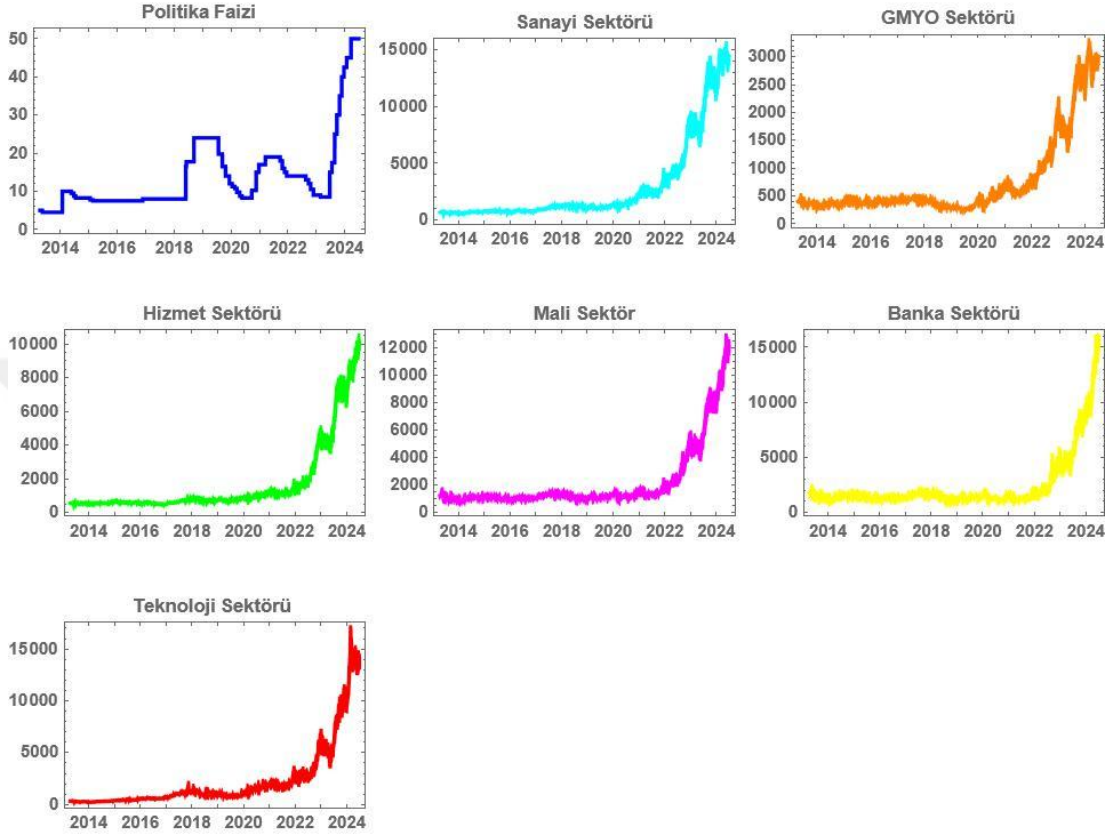 Politika Faizi
50
40
30
20
10
0
2014 2016 2018 2020 2022 2024
Sanayi Sektörü
15000
10000
5000
0
2014 2016 2018 2020 2022 2024
GMYO Sektörü
3000
2500
2000
1500
1000
500
0
2014 2016 2018 2020 2022 2024
Hizmet Sektörü
10000
8000
6000
4000
2000
0
2014 2016 2018 2020 2022 2024
Mali Sektör
12000
10000
8000
6000
4000
2000
0
2014 2016 2018 2020 2022 2024
Banka Sektörü
15000
10000
5000
0
2014 2016 2018 2020 2022 2024
Teknoloji Sektörü
15000
10000
5000
0
2014 2016 2018 2020 2022 2024